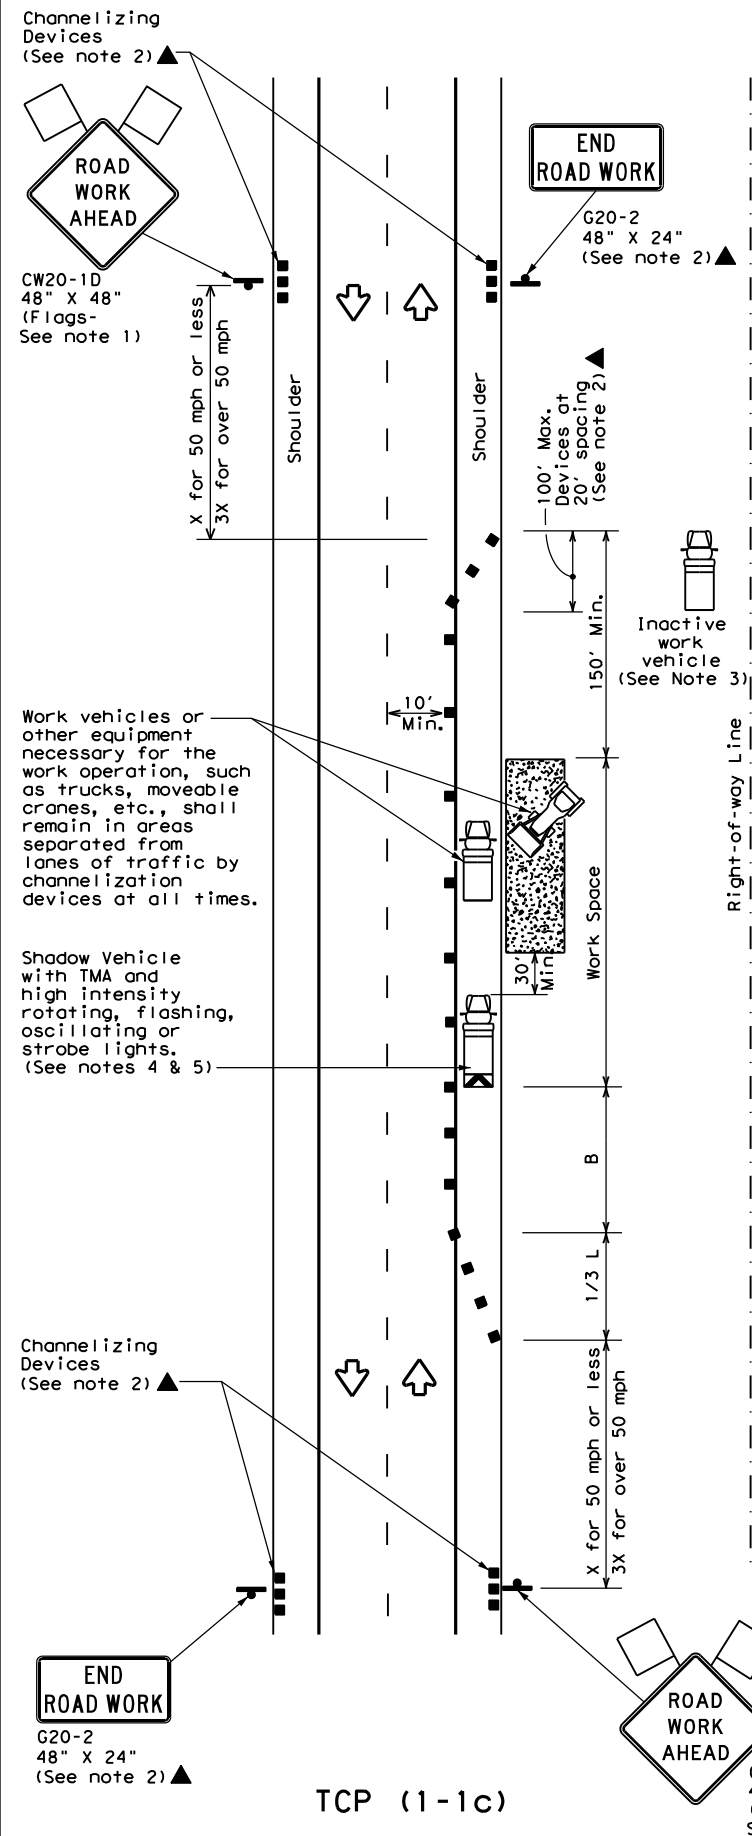 Channelizing
Devices
(See note 2)
ROAD
WORK
AHEAD
CW20-1D
48" X 48"
(Flags-
See note 1)
END
ROAD WORK
G20-2
48" X 24"
(See note 2)
X for 50 mph or less
3X for over 50 mph
Shoulder
Shoulder
100' Max.
Devices at
20' spacing
(See note 2)
150' Min.
Inactive
work
vehicle
(See Note 3)
10'
Min.
Work vehicles or
other equipment
necessary for the
work operation, such
as trucks, moveable
cranes, etc., shall
remain in areas
separated from
lanes of traffic by
channelization
devices at all times.
Right-of-way Line
Work Space
30'
Min.
Shadow Vehicle
with TMA and
high intensity
rotating, flashing,
oscillating or
strobe lights.
(See notes 4 & 5)
B
1/3 L
Channelizing
Devices
(See note 2)
X for 50 mph or less
3X for over 50 mph
END
ROAD WORK
G20-2
48" X 24"
(See note 2)
ROAD
WORK
AHEAD
TCP (1-1c)